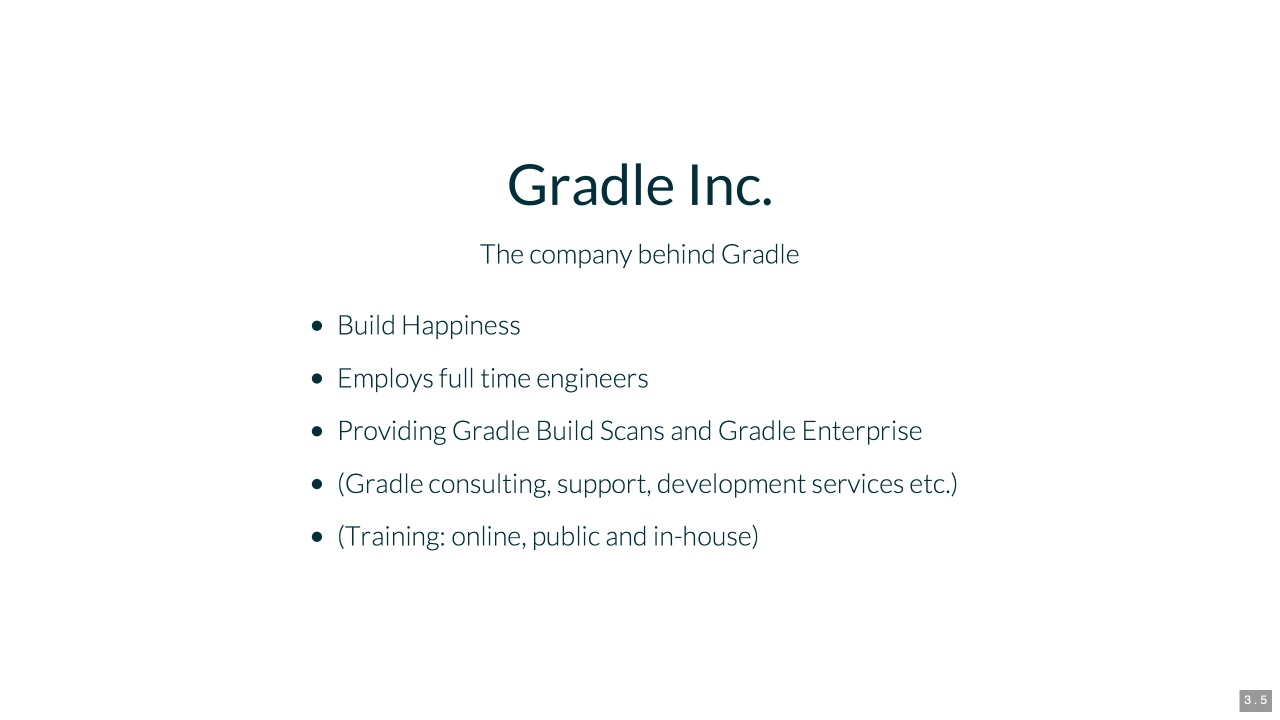 Gradle Inc.
The company behind Gradle
• Build Happiness
• Employs full time engineers
• Providing Gradle Build Scans and Gradle Enterprise
• (Gradle consulting, support, development services etc.)
• (Training: online, public and in-house)
3.5